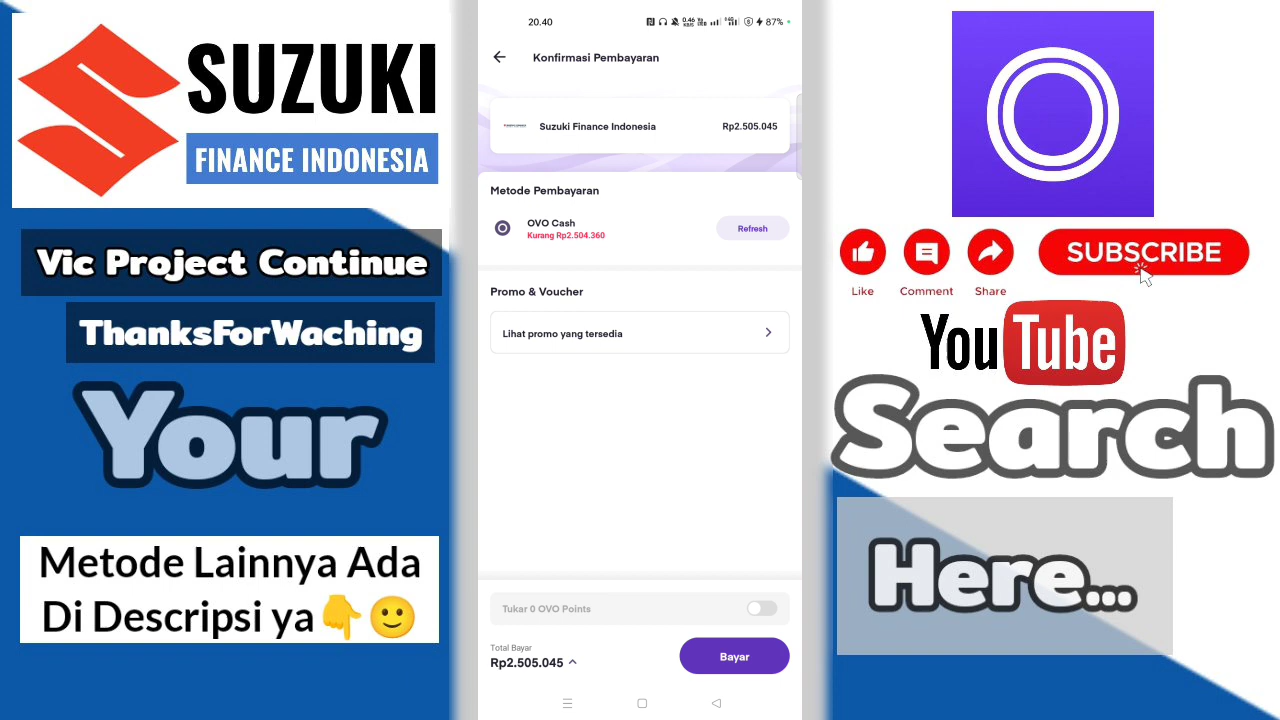 SUZUKI
FINANCE INDONESIA
Vic Project Continue
ThanksForWaching
Your
Metode Lainnya Ada
Di Descripsi ya👇🙂
20.40
0.46
87%
Konfirmasi Pembayaran
Suzuki Finance Indonesia
Rp2.505.045
Metode Pembayaran
OVO Cash
Kurang Rp2.504.360
Refresh
Promo & Voucher
Lihat promo yang tersedia
Tukar 0 OVO Points
Total Bayar
Rp2.505.045
Bayar
SUBSCRIBE
Like
Comment
Share
YouTube
Search
Here...